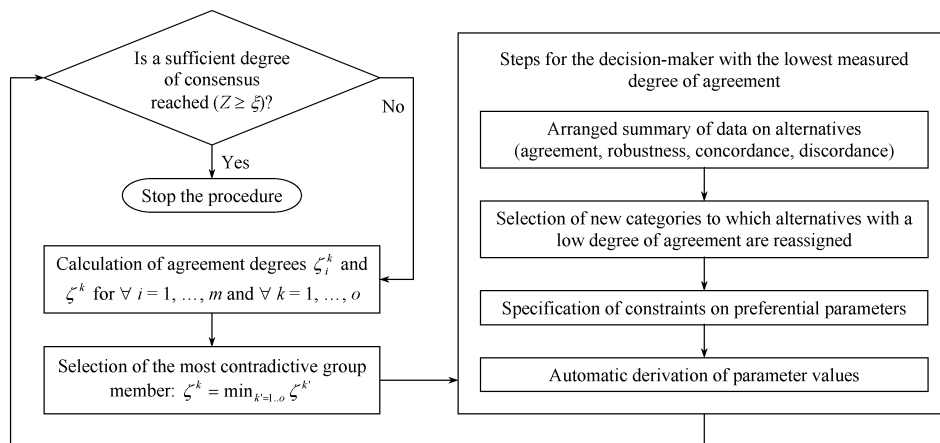 Is a sufficient degree
of consensus
reached (Z ≥ ξ)?
No
Yes
Stop the procedure
Calculation of agreement degrees ζ_i^k and
ζ^k for ∀ i = 1, …, m and ∀ k = 1, …, o
Selection of the most contradictive group
member: ζ^k = min_{k'=1..o} ζ^{k'}
Steps for the decision-maker with the lowest measured
degree of agreement
Arranged summary of data on alternatives
(agreement, robustness, concordance, discordance)
Selection of new categories to which alternatives with a
low degree of agreement are reassigned
Specification of constraints on preferential parameters
Automatic derivation of parameter values